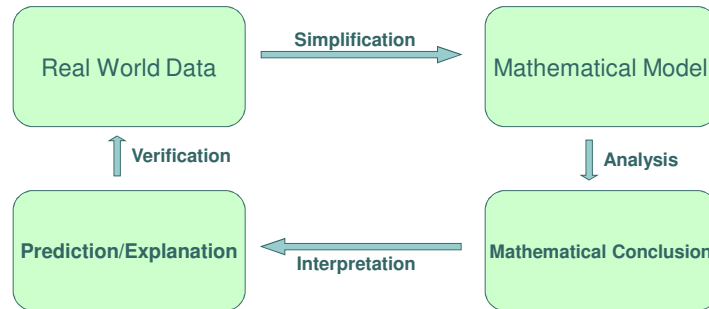 Simplification
Real World Data
Mathematical Model
Verification
Analysis
Prediction/Explanation
Mathematical Conclusion
Interpretation